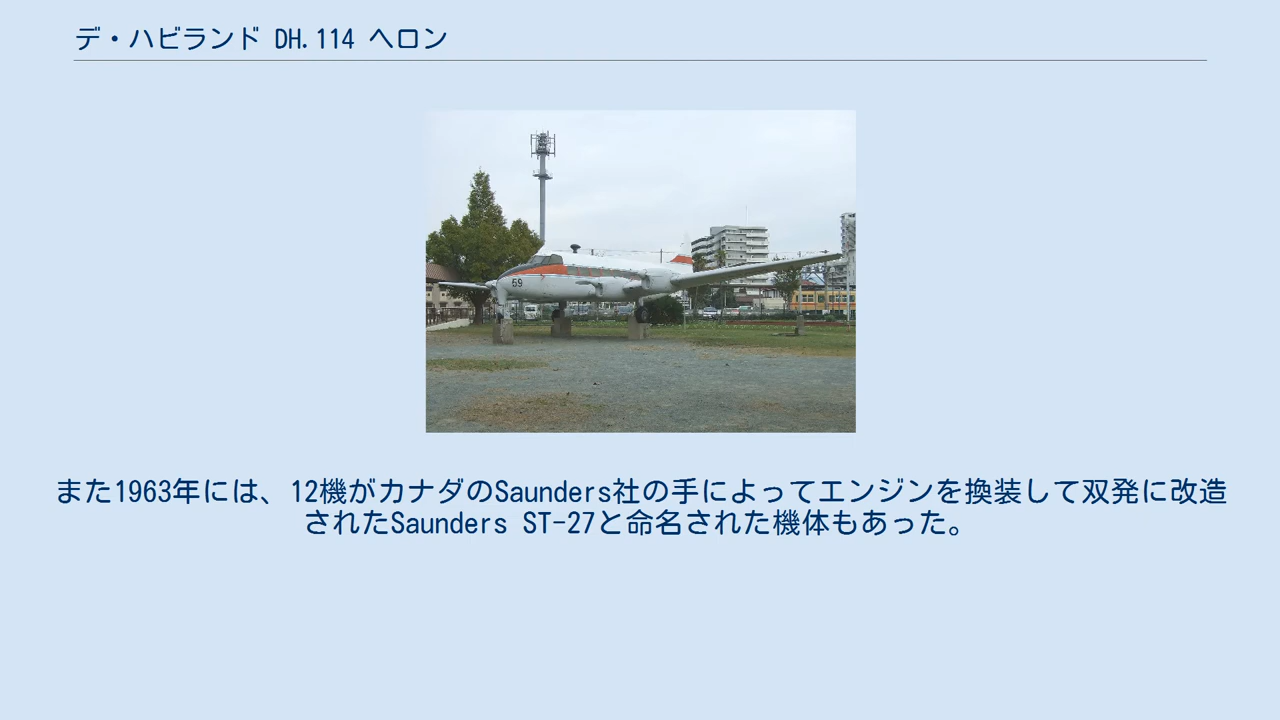 デ・ハビランド DH.114 ヘロン
59
また1963年には、12機がカナダのSaunders社の手によってエンジンを換装して双発に改造
されたSaunders ST-27と命名された機体もあった。